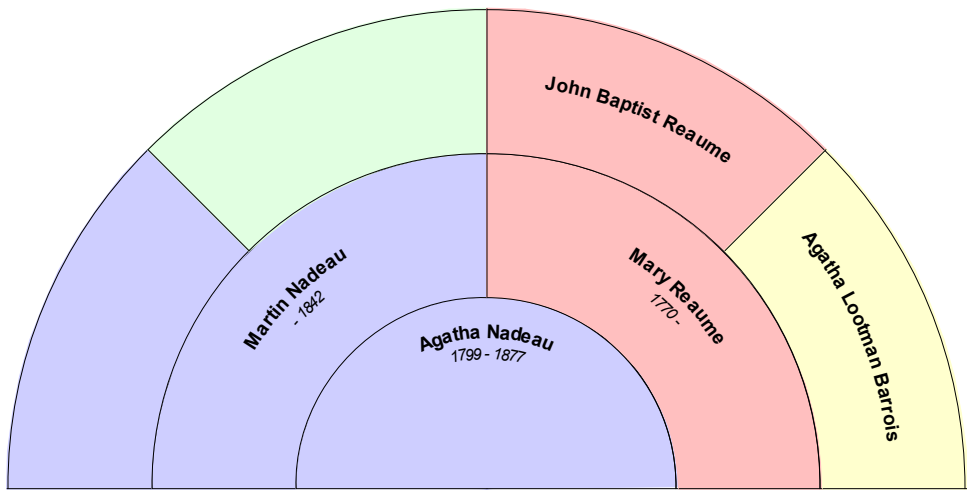 John Baptist Reaume
Agatha Lootman Barrois
Martin Nadeau
- 1842
Mary Reaume
1770 -
Agatha Nadeau
1799 - 1877